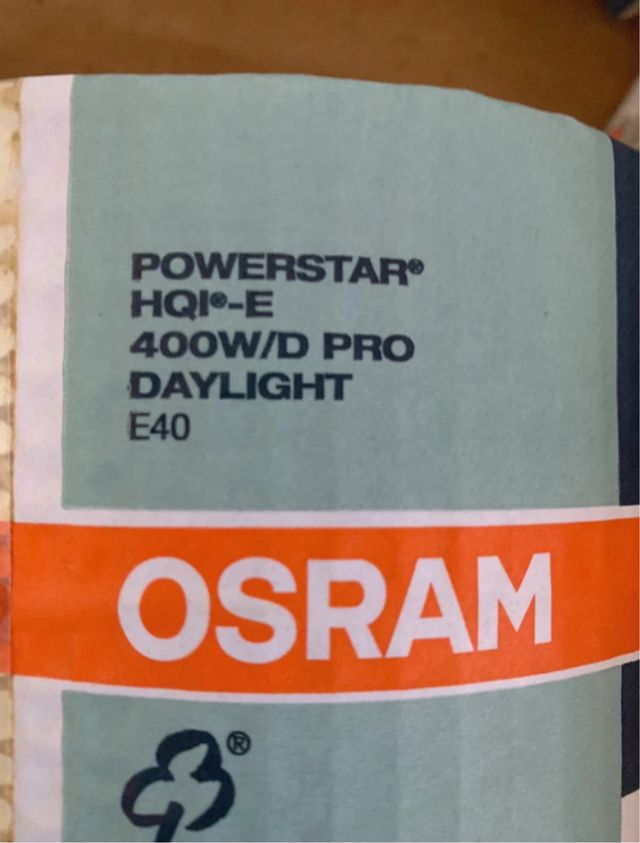 POWERSTAR®
HQI®-E
400W/D PRO
DAYLIGHT
E40
OSRAM
®